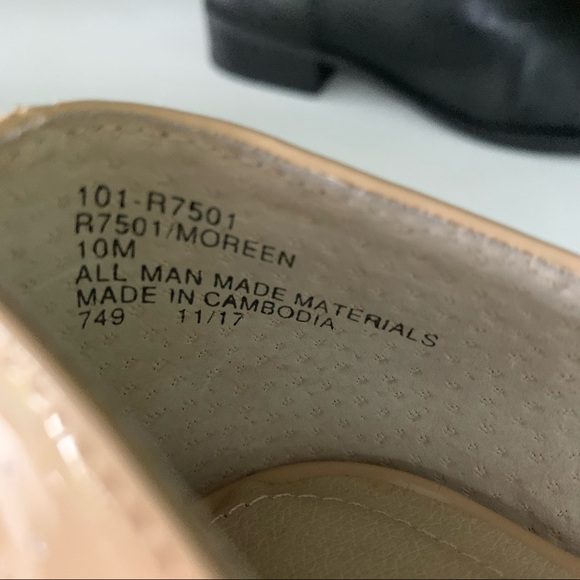 101-R7501
R7501/MOREEN
10M
ALL MAN MADE MATERIALS
MADE IN CAMBODIA
749 11/17